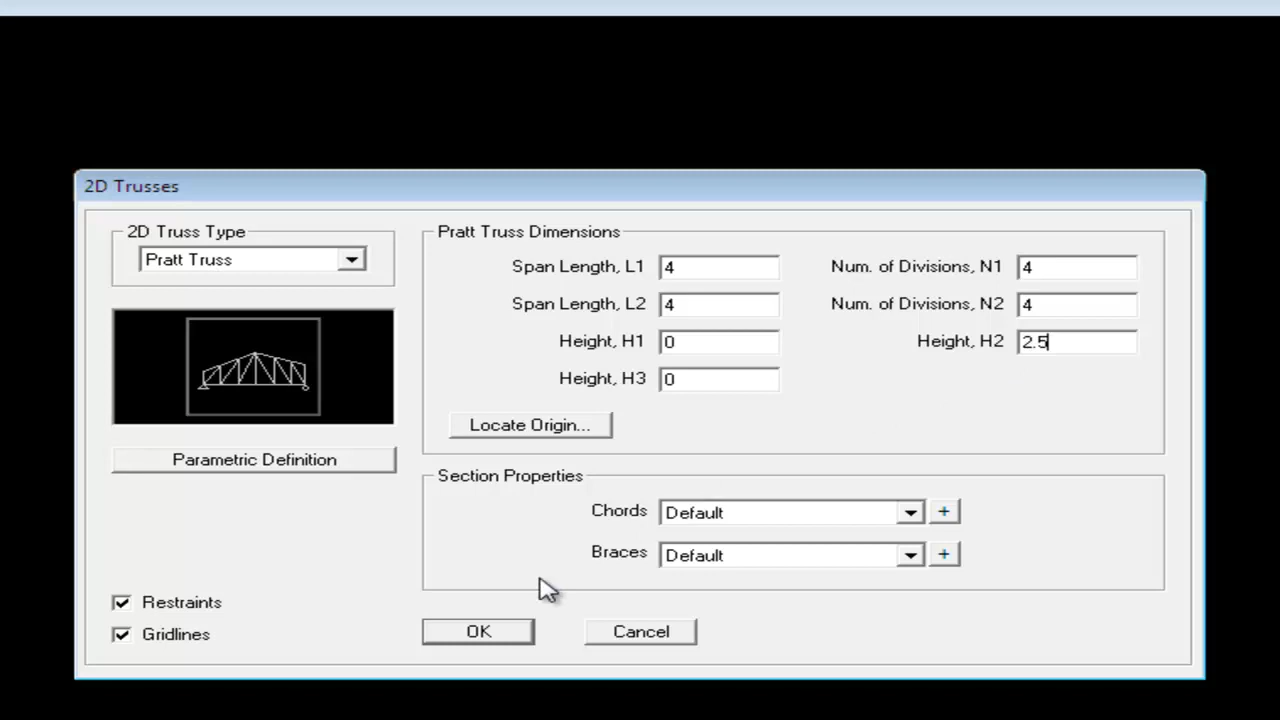 2D Trusses
2D Truss Type
Pratt Truss
Parametric Definition
Restraints
Gridlines
Pratt Truss Dimensions
Span Length, L1 4 Num. of Divisions, N1 4
Span Length, L2 4 Num. of Divisions, N2 4
Height, H1 0 Height, H2 2.5
Height, H3 0
Locate Origin...
Section Properties
Chords Default +
Braces Default +
OK Cancel